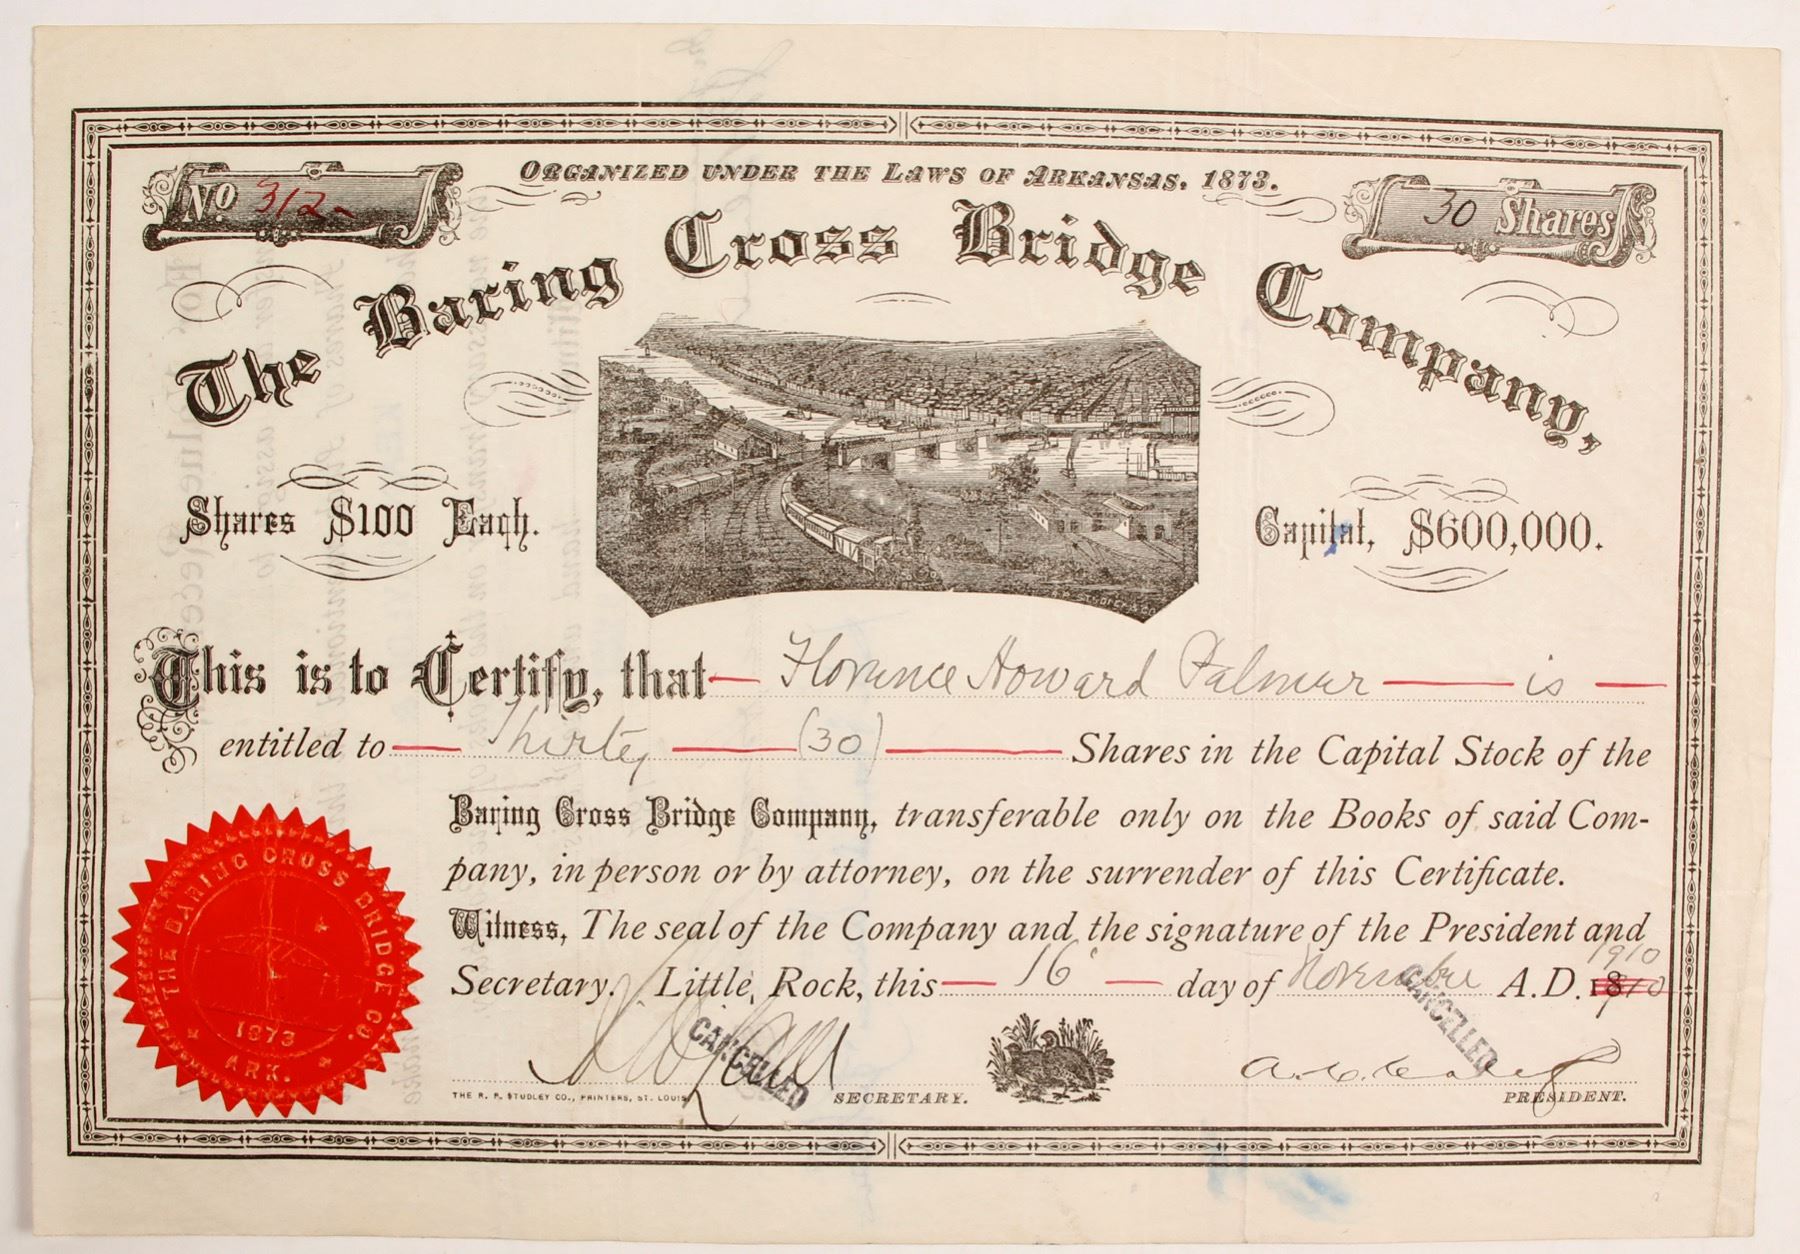 Organized under the Laws of Arkansas. 1873.
No 312
30 Shares
The Baring Cross Bridge Company,
Shares $100 Each.
Capital, $600,000.
This is to Certify, that Florence Howard Palmer is
entitled to Thirty (30) Shares in the Capital Stock of the
Baring Cross Bridge Company, transferable only on the Books of said Com-
pany, in person or by attorney, on the surrender of this Certificate.
Witness, The seal of the Company and the signature of the President and
Secretary. Little Rock, this 16 day of November A.D. 1910
THE BARING CROSS BRIDGE CO.
1873
ARK.
CANCELLED
CANCELLED
THE R. P. STUDLEY CO., PRINTERS, ST. LOUIS
SECRETARY.
PRESIDENT.